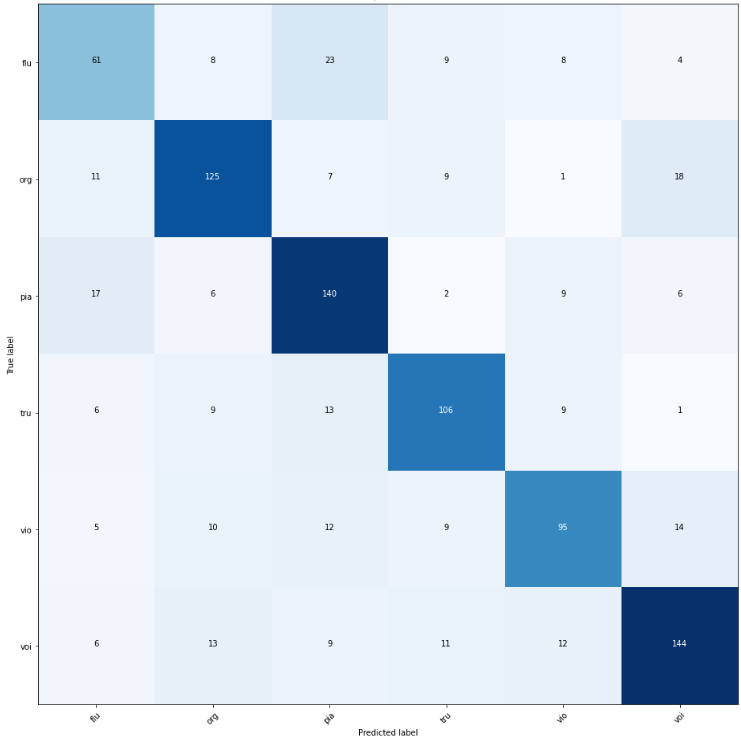 flu 61 8 23 9 8 4
org 11 125 7 9 1 18
pia 17 6 140 2 9 6
True label
tru 6 9 13 106 9 1
vio 5 10 12 9 95 14
voi 6 13 9 11 12 144
flu org pia tru vio voi
Predicted label